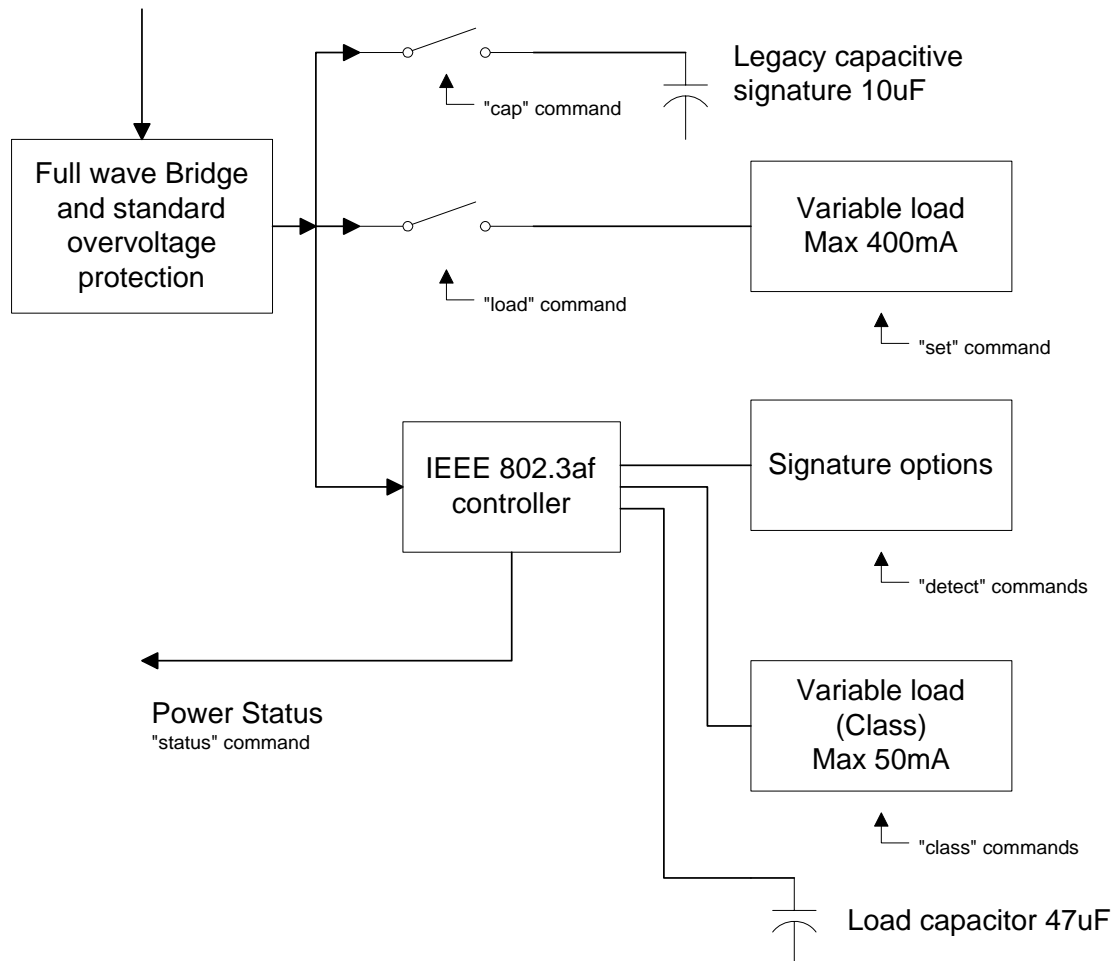 Legacy capacitive
signature 10uF
"cap" command
Full wave Bridge
and standard
overvoltage
protection
Variable load
Max 400mA
"load" command
"set" command
IEEE 802.3af
controller
Signature options
"detect" commands
Power Status
"status" command
Variable load
(Class)
Max 50mA
"class" commands
Load capacitor 47uF